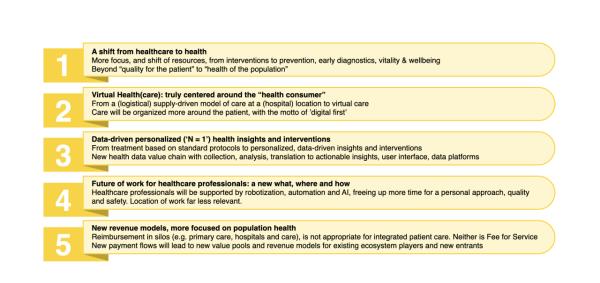 1
A shift from healthcare to health
More focus, and shift of resources, from interventions to prevention, early diagnostics, vitality & wellbeing
Beyond “quality for the patient” to “health of the population”
2
Virtual Health(care): truly centered around the “health consumer”
From a (logistical) supply-driven model of care at a (hospital) location to virtual care
Care will be organized more around the patient, with the motto of 'digital first'
3
Data-driven personalized ('N = 1') health insights and interventions
From treatment based on standard protocols to personalized, data-driven insights and interventions
New health data value chain with collection, analysis, translation to actionable insights, user interface, data platforms
4
Future of work for healthcare professionals: a new what, where and how
Healthcare professionals will be supported by robotization, automation and AI, freeing up more time for a personal approach, quality
and safety. Location of work far less relevant.
5
New revenue models, more focused on population health
Reimbursement in silos (e.g. primary care, hospitals and care), is not appropriate for integrated patient care. Neither is Fee for Service
New payment flows will lead to new value pools and revenue models for existing ecosystem players and new entrants